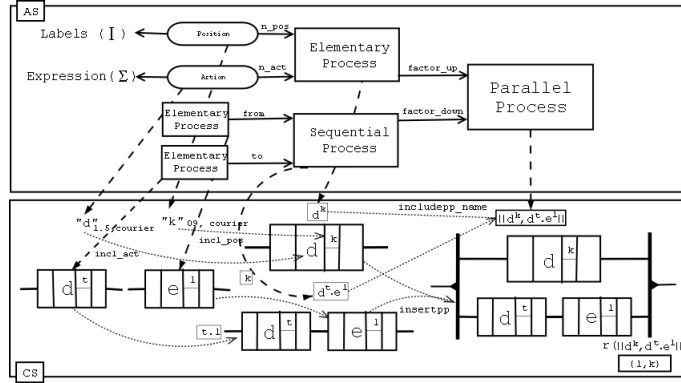 AS
Labels (I)
Position
n_pos
Elementary
Process
Expression(Σ)
Action
n_act
factor_up
Parallel
Process
Elementary
Process
from
Sequential
Process
factor_down
Elementary
Process
to
"d" 1.5/courier
"k" 09, courier
d^k
includepp_name
||d^k,d^t.e^l||
incl_pos
incl_act
d k
d k
k
d t
e l
d^t.e^l
insertpp
d t
e l
t.l
d t
e l
r(||d^k,d^t.e^l||
(l,k)
CS